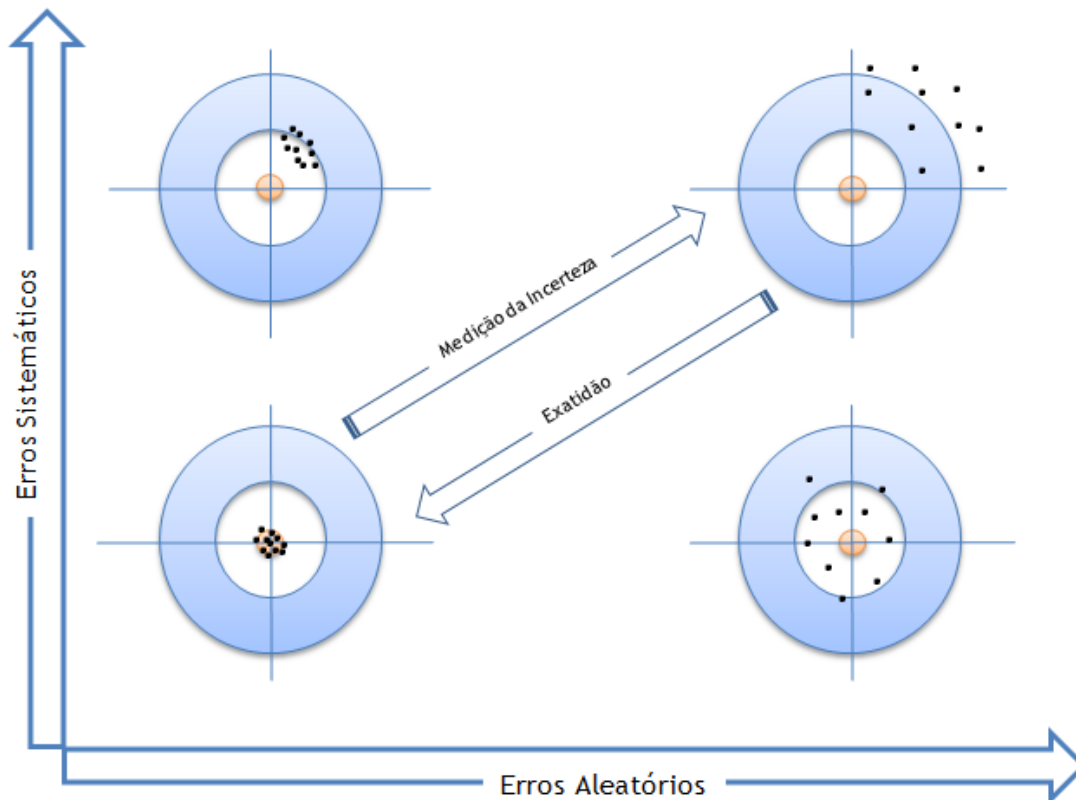 Medição da Incerteza
Exatidão
Erros Sistemáticos
Erros Aleatórios